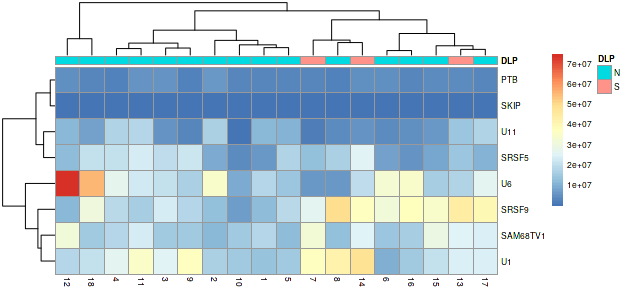 DLP
PTB
SKIP
U11
SRSF5
U6
SRSF9
SAM68TV1
U1
12 18 4 11 3 9 2 10 1 5 7 8 14 6 16 15 13 17
7e+07
6e+07
5e+07
4e+07
3e+07
2e+07
1e+07
DLP
N
S